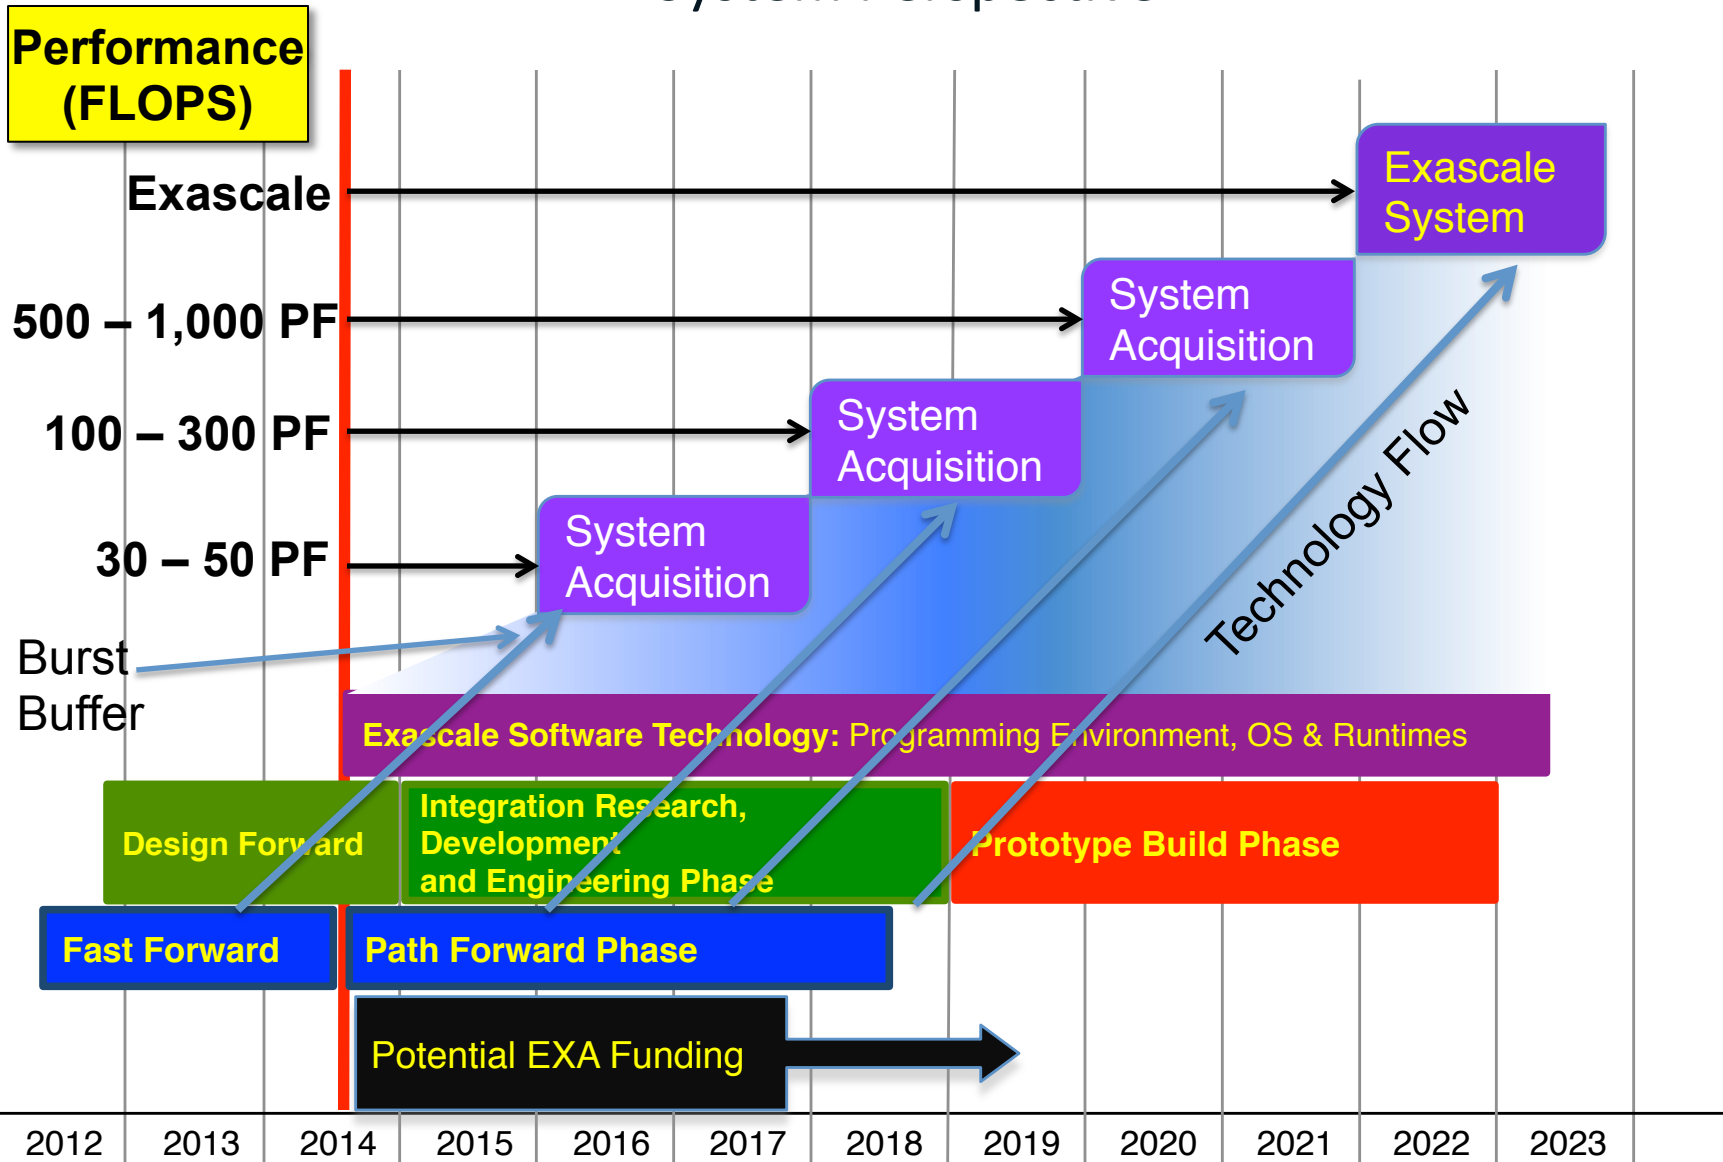 System Perspective
Performance
(FLOPS)
Exascale
Exascale
System
500 – 1,000 PF
System
Acquisition
100 – 300 PF
System
Acquisition
Technology Flow
30 – 50 PF
System
Acquisition
Burst
Buffer
Exascale Software Technology: Programming Environment, OS & Runtimes
Design Forward
Integration Research,
Development
and Engineering Phase
Prototype Build Phase
Fast Forward
Path Forward Phase
Potential EXA Funding
2012 2013 2014 2015 2016 2017 2018 2019 2020 2021 2022 2023